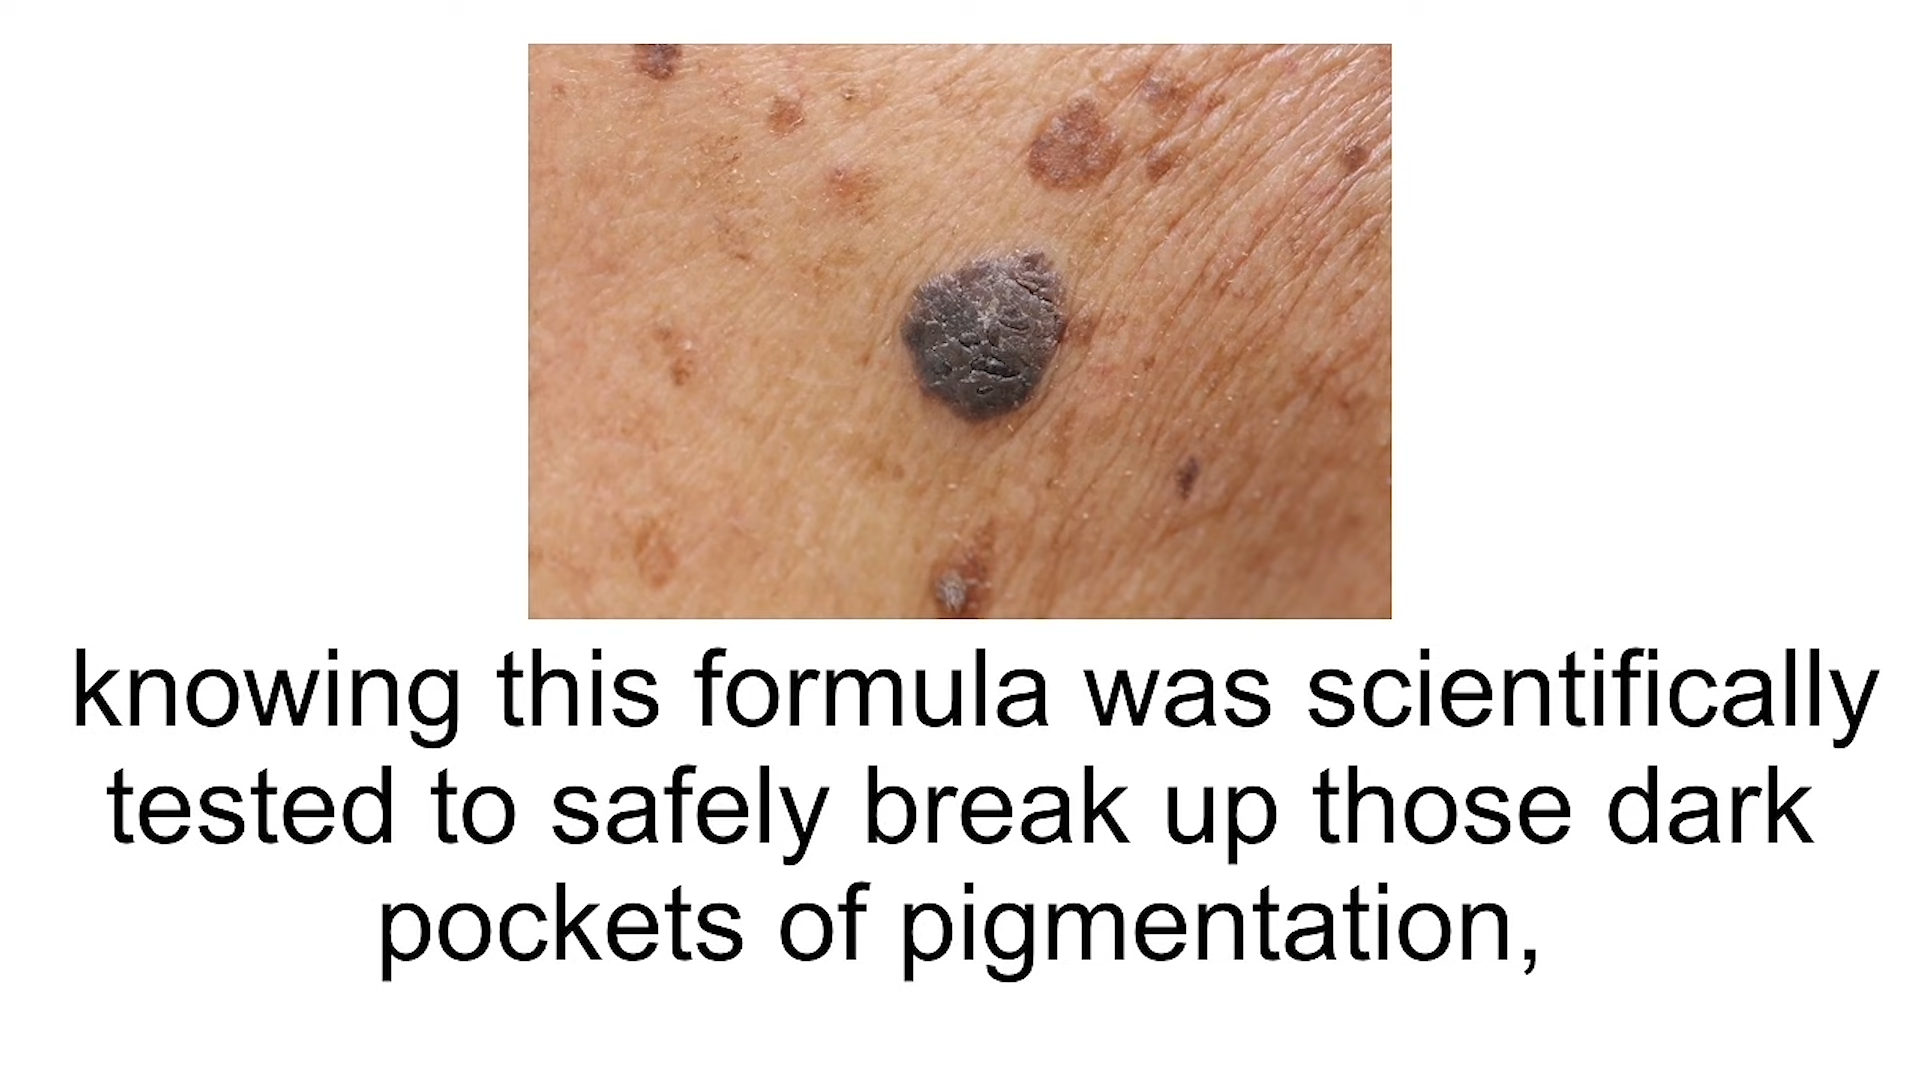 knowing this formula was scientifically
tested to safely break up those dark
pockets of pigmentation,